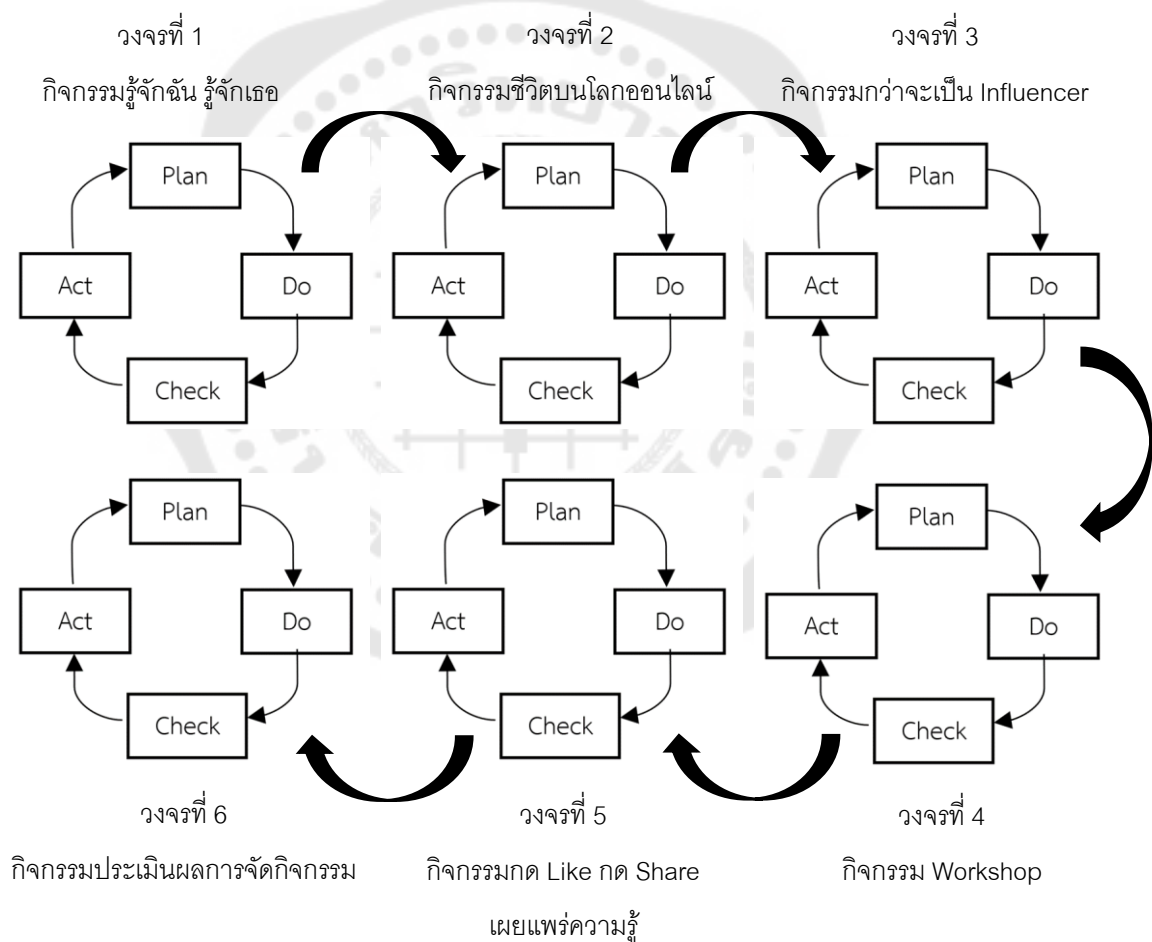 วงจรที่ 1
กิจกรรมรู้จักฉัน รู้จักเธอ
Plan
Do
Check
Act
วงจรที่ 2
กิจกรรมชีวิตบนโลกออนไลน์
Plan
Do
Check
Act
วงจรที่ 3
กิจกรรมกว่าจะเป็น Influencer
Plan
Do
Check
Act
Plan
Do
Check
Act
วงจรที่ 4
กิจกรรม Workshop
Plan
Do
Check
Act
วงจรที่ 5
กิจกรรมกด Like กด Share
เผยแพร่ความรู้
Plan
Do
Check
Act
วงจรที่ 6
กิจกรรมประเมินผลการจัดกิจกรรม